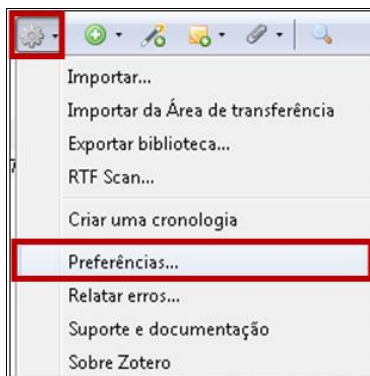 Importar...
Importar da Área de transferência
Exportar biblioteca...
RTF Scan...
Criar uma cronologia
Preferências...
Relatar erros...
Suporte e documentação
Sobre Zotero